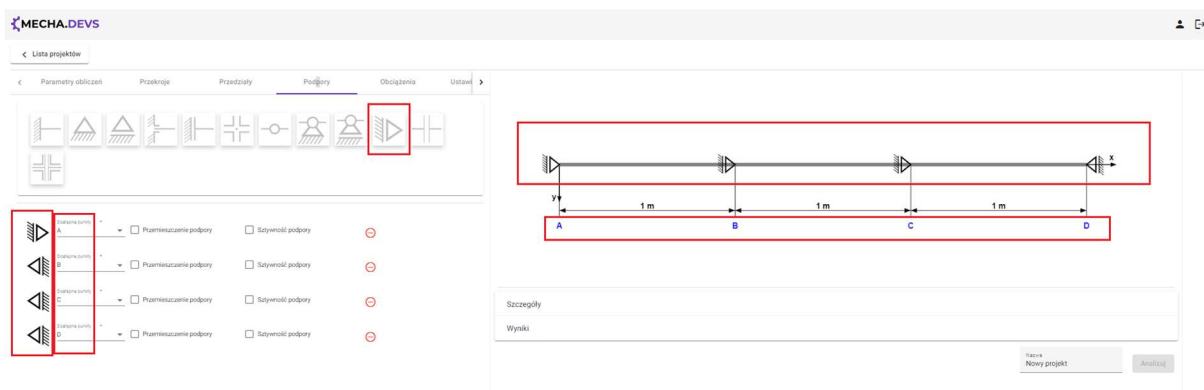 MECHA.DEVS
Lista projektów
Parametry obliczeń Przekroje Przedziały Podpory Obciążenia Ustawi
x
y
1 m 1 m 1 m
A B C D
A Przemieszczenie podpory Sztywność podpory
B Przemieszczenie podpory Sztywność podpory
C Przemieszczenie podpory Sztywność podpory
D Przemieszczenie podpory Sztywność podpory
Szczegóły
Wyniki
Nazwa
Nowy projekt Analizuj